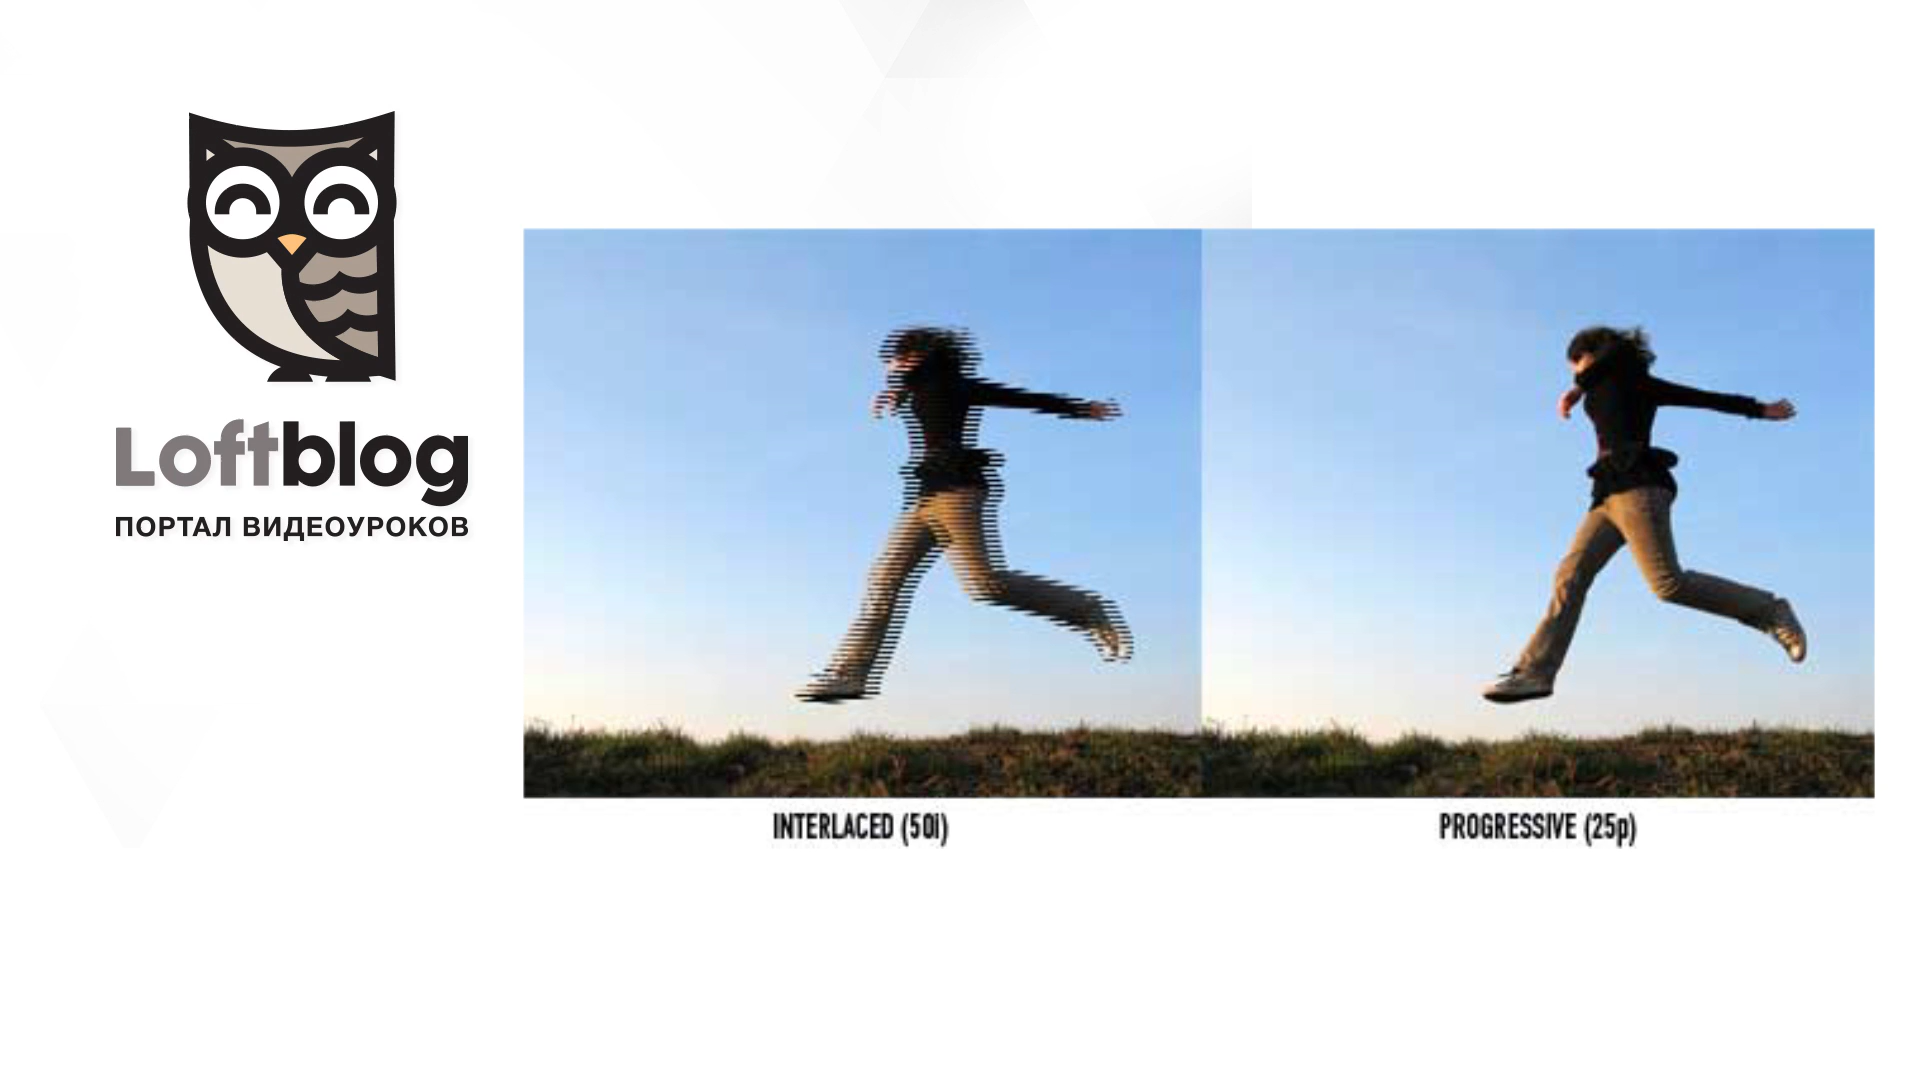 Loftblog
ПОРТАЛ ВИДЕОУРОКОВ
INTERLACED (50i)
PROGRESSIVE (25p)